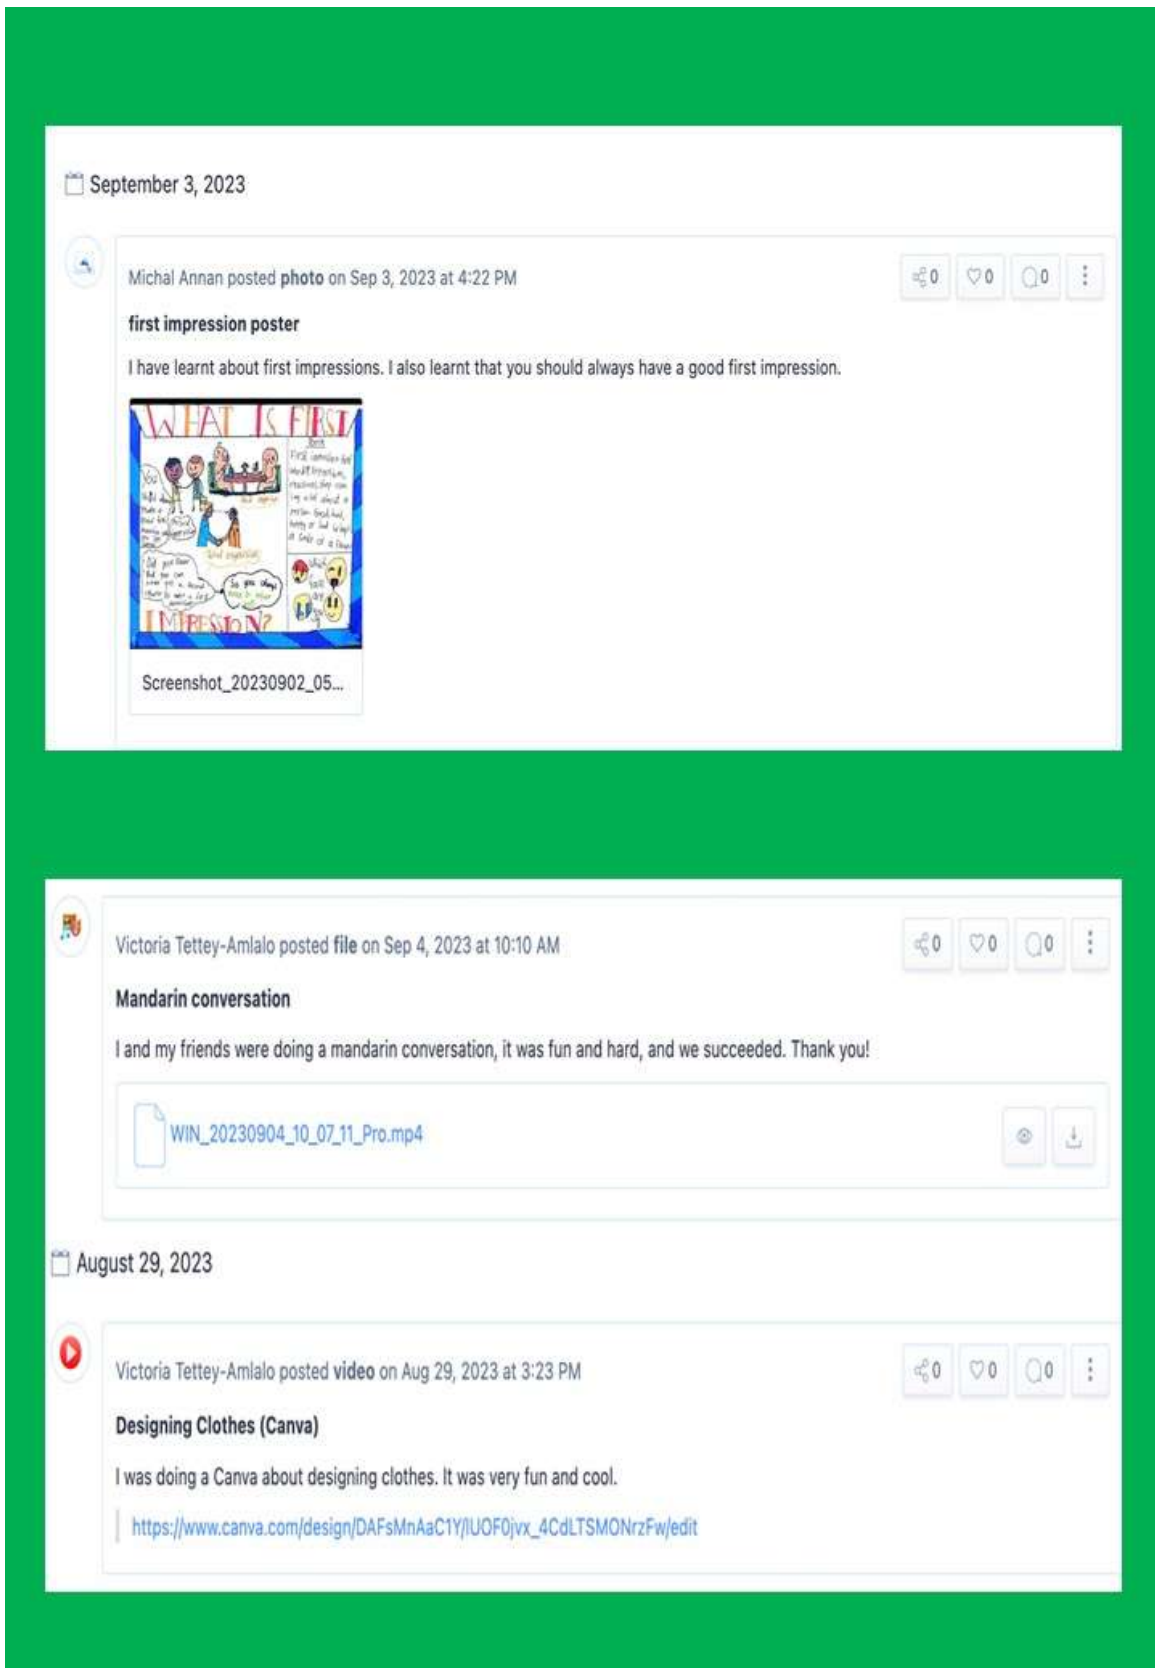 September 3, 2023
Michal Annan posted photo on Sep 3, 2023 at 4:22 PM
0 0 0
first impression poster
I have learnt about first impressions. I also learnt that you should always have a good first impression.
WHAT IS FIRST
You
So you always
IMPRESSION?
Screenshot_20230902_05...
Victoria Tettey-Amlalo posted file on Sep 4, 2023 at 10:10 AM
0 0 0
Mandarin conversation
I and my friends were doing a mandarin conversation, it was fun and hard, and we succeeded. Thank you!
WIN_20230904_10_07_11_Pro.mp4
August 29, 2023
Victoria Tettey-Amlalo posted video on Aug 29, 2023 at 3:23 PM
0 0 0
Designing Clothes (Canva)
I was doing a Canva about designing clothes. It was very fun and cool.
https://www.canva.com/design/DAFsMnAaC1Y/lUOF0jvx_4CdLTSMONrzFw/edit